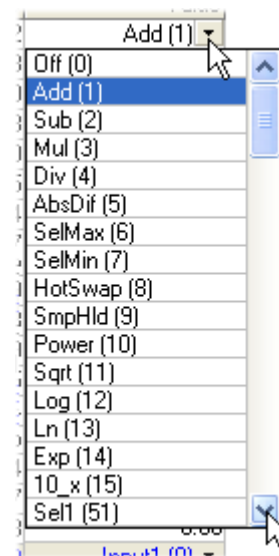 Add (1)
Off (0)
Add (1)
Sub (2)
Mul (3)
Div (4)
AbsDif (5)
SelMax (6)
SelMin (7)
HotSwap (8)
SmpHld (9)
Power (10)
Sqrt (11)
Log (12)
Ln (13)
Exp (14)
10_x (15)
Sel1 (51)
0.00
Input1 (0)